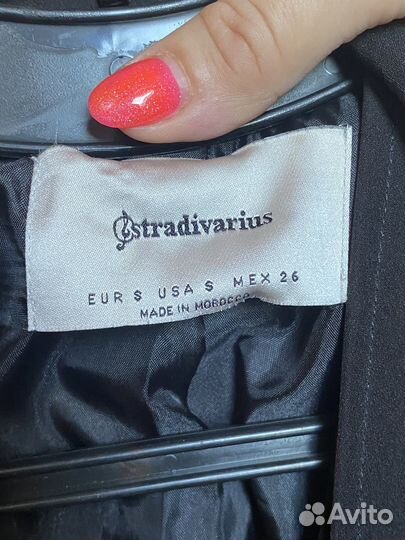 stradivarius
EUR S USA S MEX 26
MADE IN MOROCCO
Avito